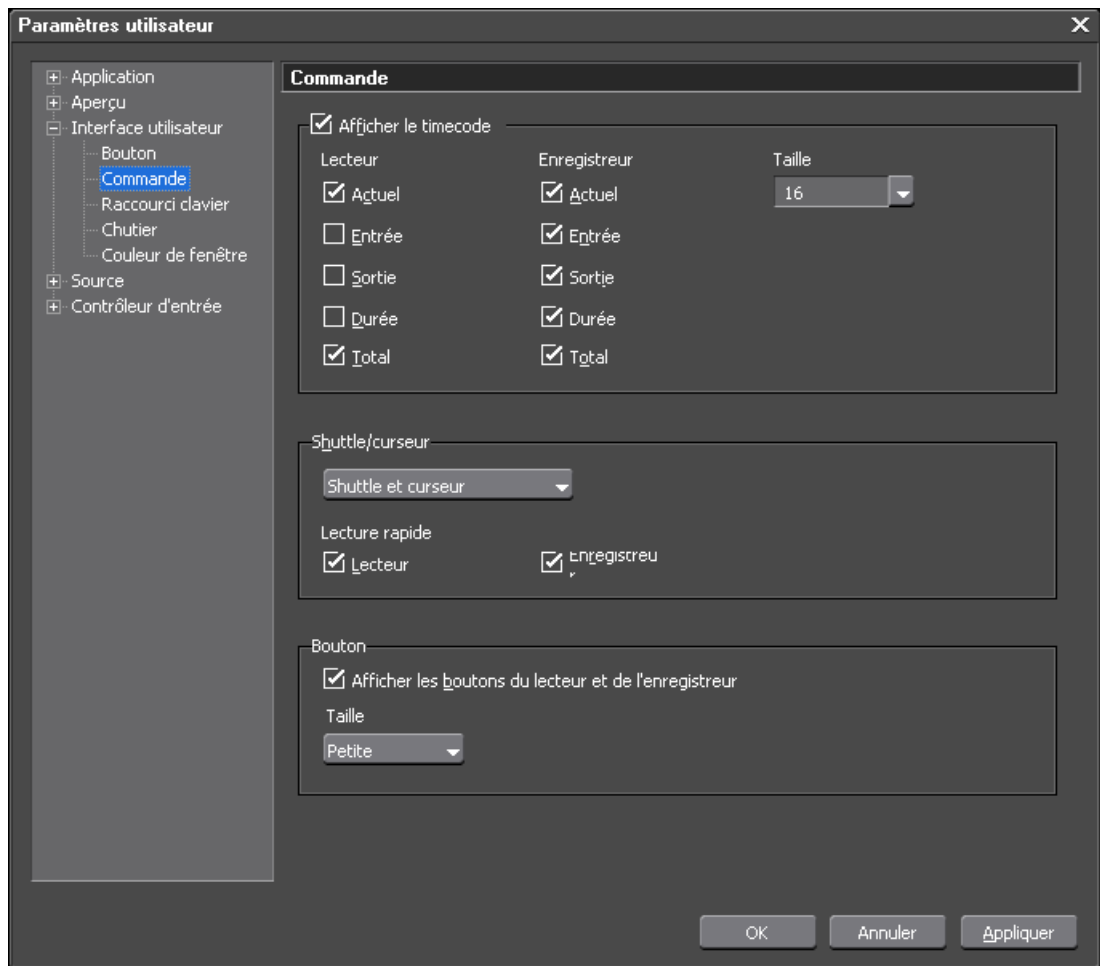 Paramètres utilisateur
Application
Aperçu
Interface utilisateur
Bouton
Commande
Raccourci clavier
Chutier
Couleur de fenêtre
Source
Contrôleur d'entrée
Commande
Afficher le timecode
Lecteur Enregistreur Taille
Actuel Actuel 16
Entrée Entrée
Sortie Sortie
Durée Durée
Total Total
Shuttle/curseur
Shuttle et curseur
Lecture rapide
Lecteur Enregistreu
r
Bouton
Afficher les boutons du lecteur et de l'enregistreur
Taille
Petite
OK Annuler Appliquer